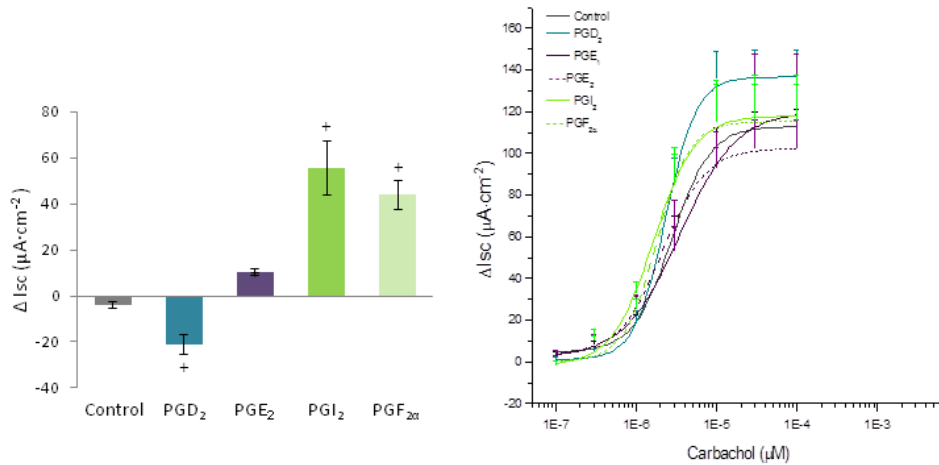 Δ Isc (µA·cm⁻²)
80
60
40
20
0
-20
-40
+
+
+
Control PGD₂ PGE₂ PGI₂ PGF₂α
ΔIsc (µA·cm⁻²)
160
140
120
100
80
60
40
20
0
-20
Control
PGD₂
PGE₁
PGE₂
PGI₂
PGF₂α
1E-7 1E-6 1E-5 1E-4 1E-3
Carbachol (µM)